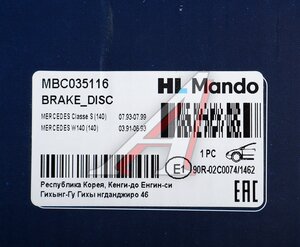 HL Mando
MBC035116
BRAKE_DISC
MERCEDES Classe S (140) 07.93-07.99
MERCEDES W140 (140) 03.91-06.93
1 PC
E1 90R-02C0074/1462
Республика Корея, Кенги-до Енгин-си
Гихынг-Гу Гихы нгданджиро 46
EAC